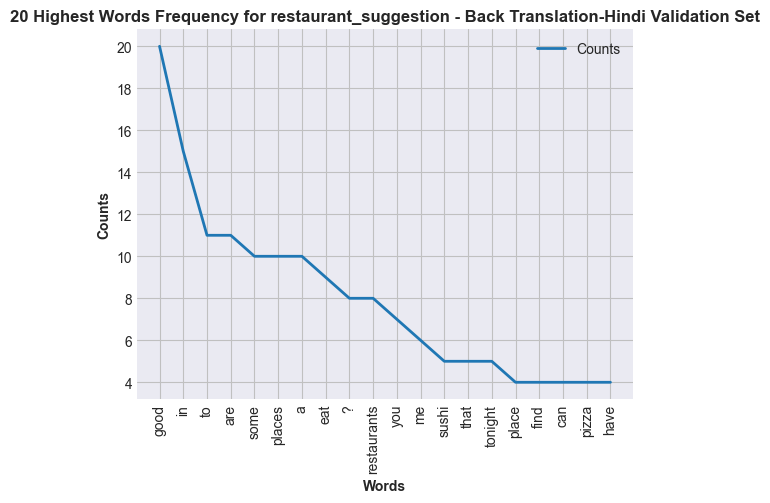 20 Highest Words Frequency for restaurant_suggestion - Back Translation-Hindi Validation Set
Counts
Counts
20
18
16
14
12
10
8
6
4
good
in
to
are
some
places
a
eat
?
restaurants
you
me
sushi
that
tonight
place
find
can
pizza
have
Words